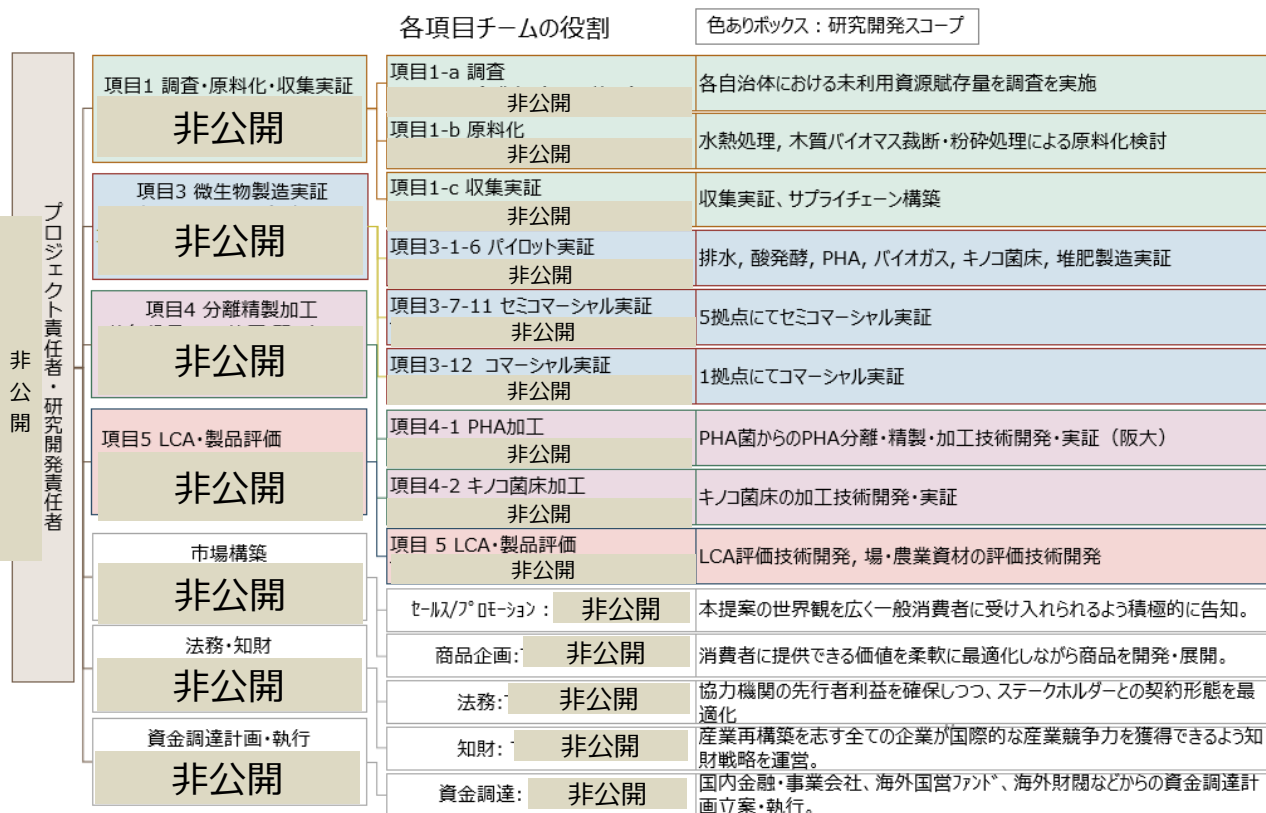 各項目チームの役割
色ありボックス：研究開発スコープ
非公開
プロジェクト責任者・研究開発責任者
項目1 調査・原料化・収集実証
非公開
項目3 微生物製造実証
非公開
項目4 分離精製加工
非公開
項目5 LCA・製品評価
非公開
市場構築
非公開
法務・知財
非公開
資金調達計画・執行
非公開
項目1-a 調査
非公開
各自治体における未利用資源賦存量を調査を実施
項目1-b 原料化
非公開
水熱処理, 木質バイオマス裁断・粉砕処理による原料化検討
項目1-c 収集実証
非公開
収集実証、サプライチェーン構築
項目3-1-6 パイロット実証
非公開
排水, 酸発酵, PHA, バイオガス, キノコ菌床, 堆肥製造実証
項目3-7-11 セミコマーシャル実証
非公開
5拠点にてセミコマーシャル実証
項目3-12 コマーシャル実証
非公開
1拠点にてコマーシャル実証
項目4-1 PHA加工
非公開
PHA菌からのPHA分離・精製・加工技術開発・実証（阪大）
項目4-2 キノコ菌床加工
非公開
キノコ菌床の加工技術開発・実証
項目 5 LCA・製品評価
非公開
LCA評価技術開発, 場・農業資材の評価技術開発
ｾｰﾙｽ/ﾌﾟﾛﾓｰｼｮﾝ： 非公開
本提案の世界観を広く一般消費者に受け入れられるよう積極的に告知。
商品企画: 非公開
消費者に提供できる価値を柔軟に最適化しながら商品を開発・展開。
法務: 非公開
協力機関の先行者利益を確保しつつ、ステークホルダーとの契約形態を最
適化
知財: 非公開
産業再構築を志す全ての企業が国際的な産業競争力を獲得できるよう知
財戦略を運営。
資金調達: 非公開
国内金融・事業会社、海外国営ﾌｧﾝﾄﾞ、海外財閥などからの資金調達計
画立案・執行。